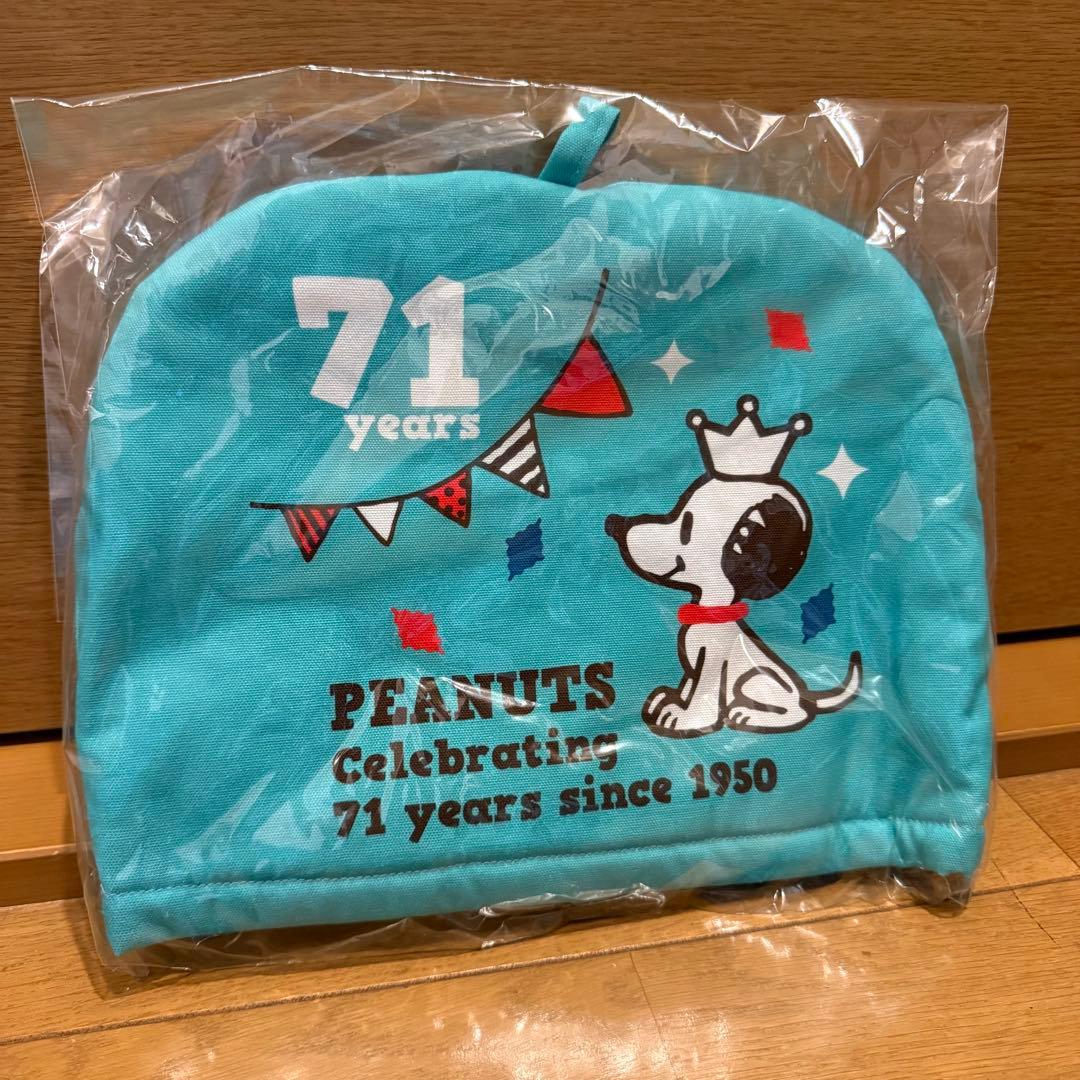 71
years
PEANUTS
Celebrating
71 years since 1950